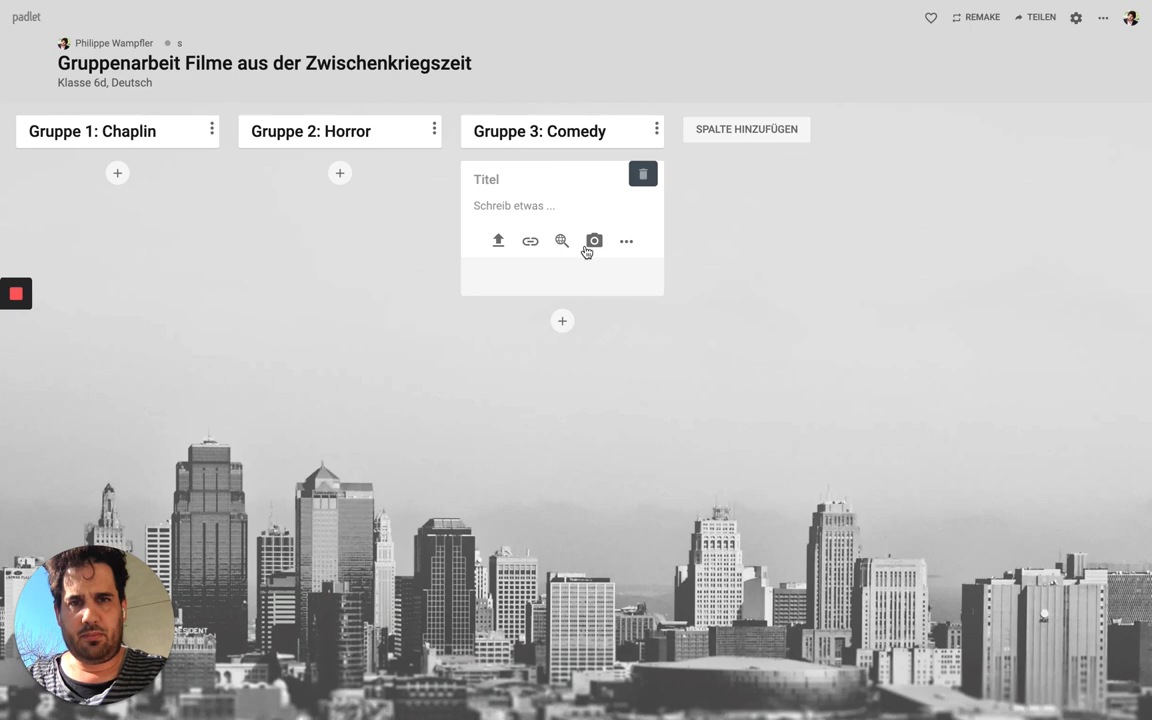 padlet
REMAKE
TEILEN
Philippe Wampfler
s
Gruppenarbeit Filme aus der Zwischenkriegszeit
Klasse 6d, Deutsch
Gruppe 1: Chaplin
Gruppe 2: Horror
Gruppe 3: Comedy
SPALTE HINZUFÜGEN
Titel
Schreib etwas ...